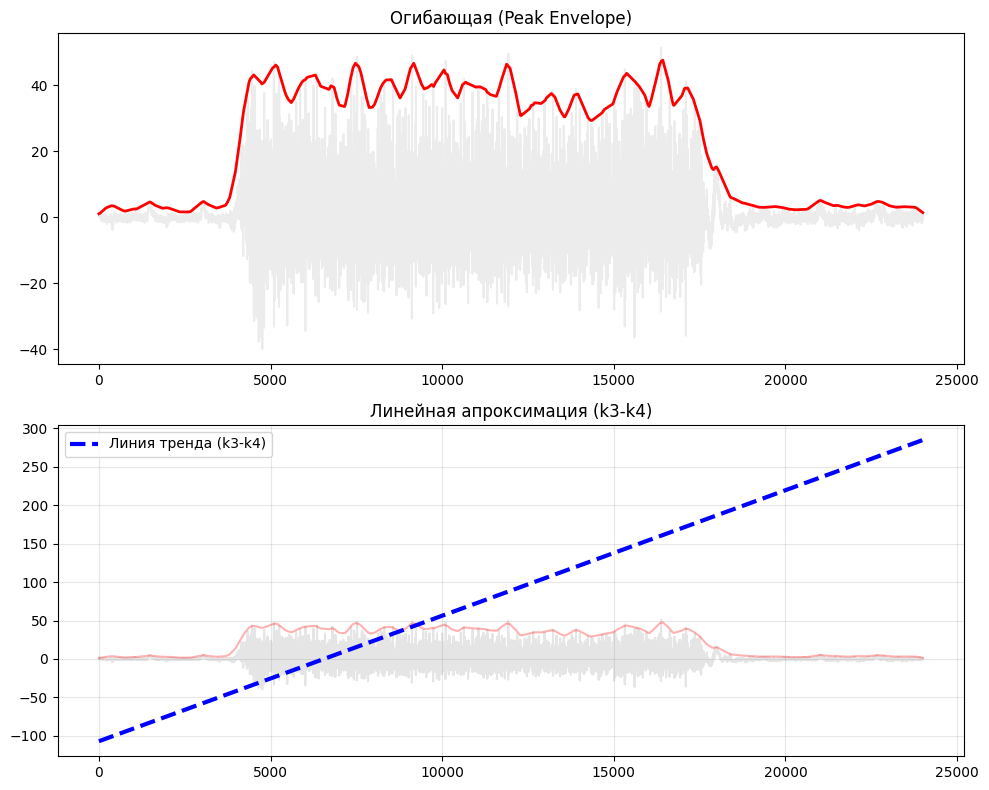 Огибающая (Peak Envelope)
40
20
0
−20
−40
0 5000 10000 15000 20000 25000
Линейная апроксимация (k3-k4)
300
Линия тренда (k3-k4)
250
200
150
100
50
0
−50
−100
0 5000 10000 15000 20000 25000